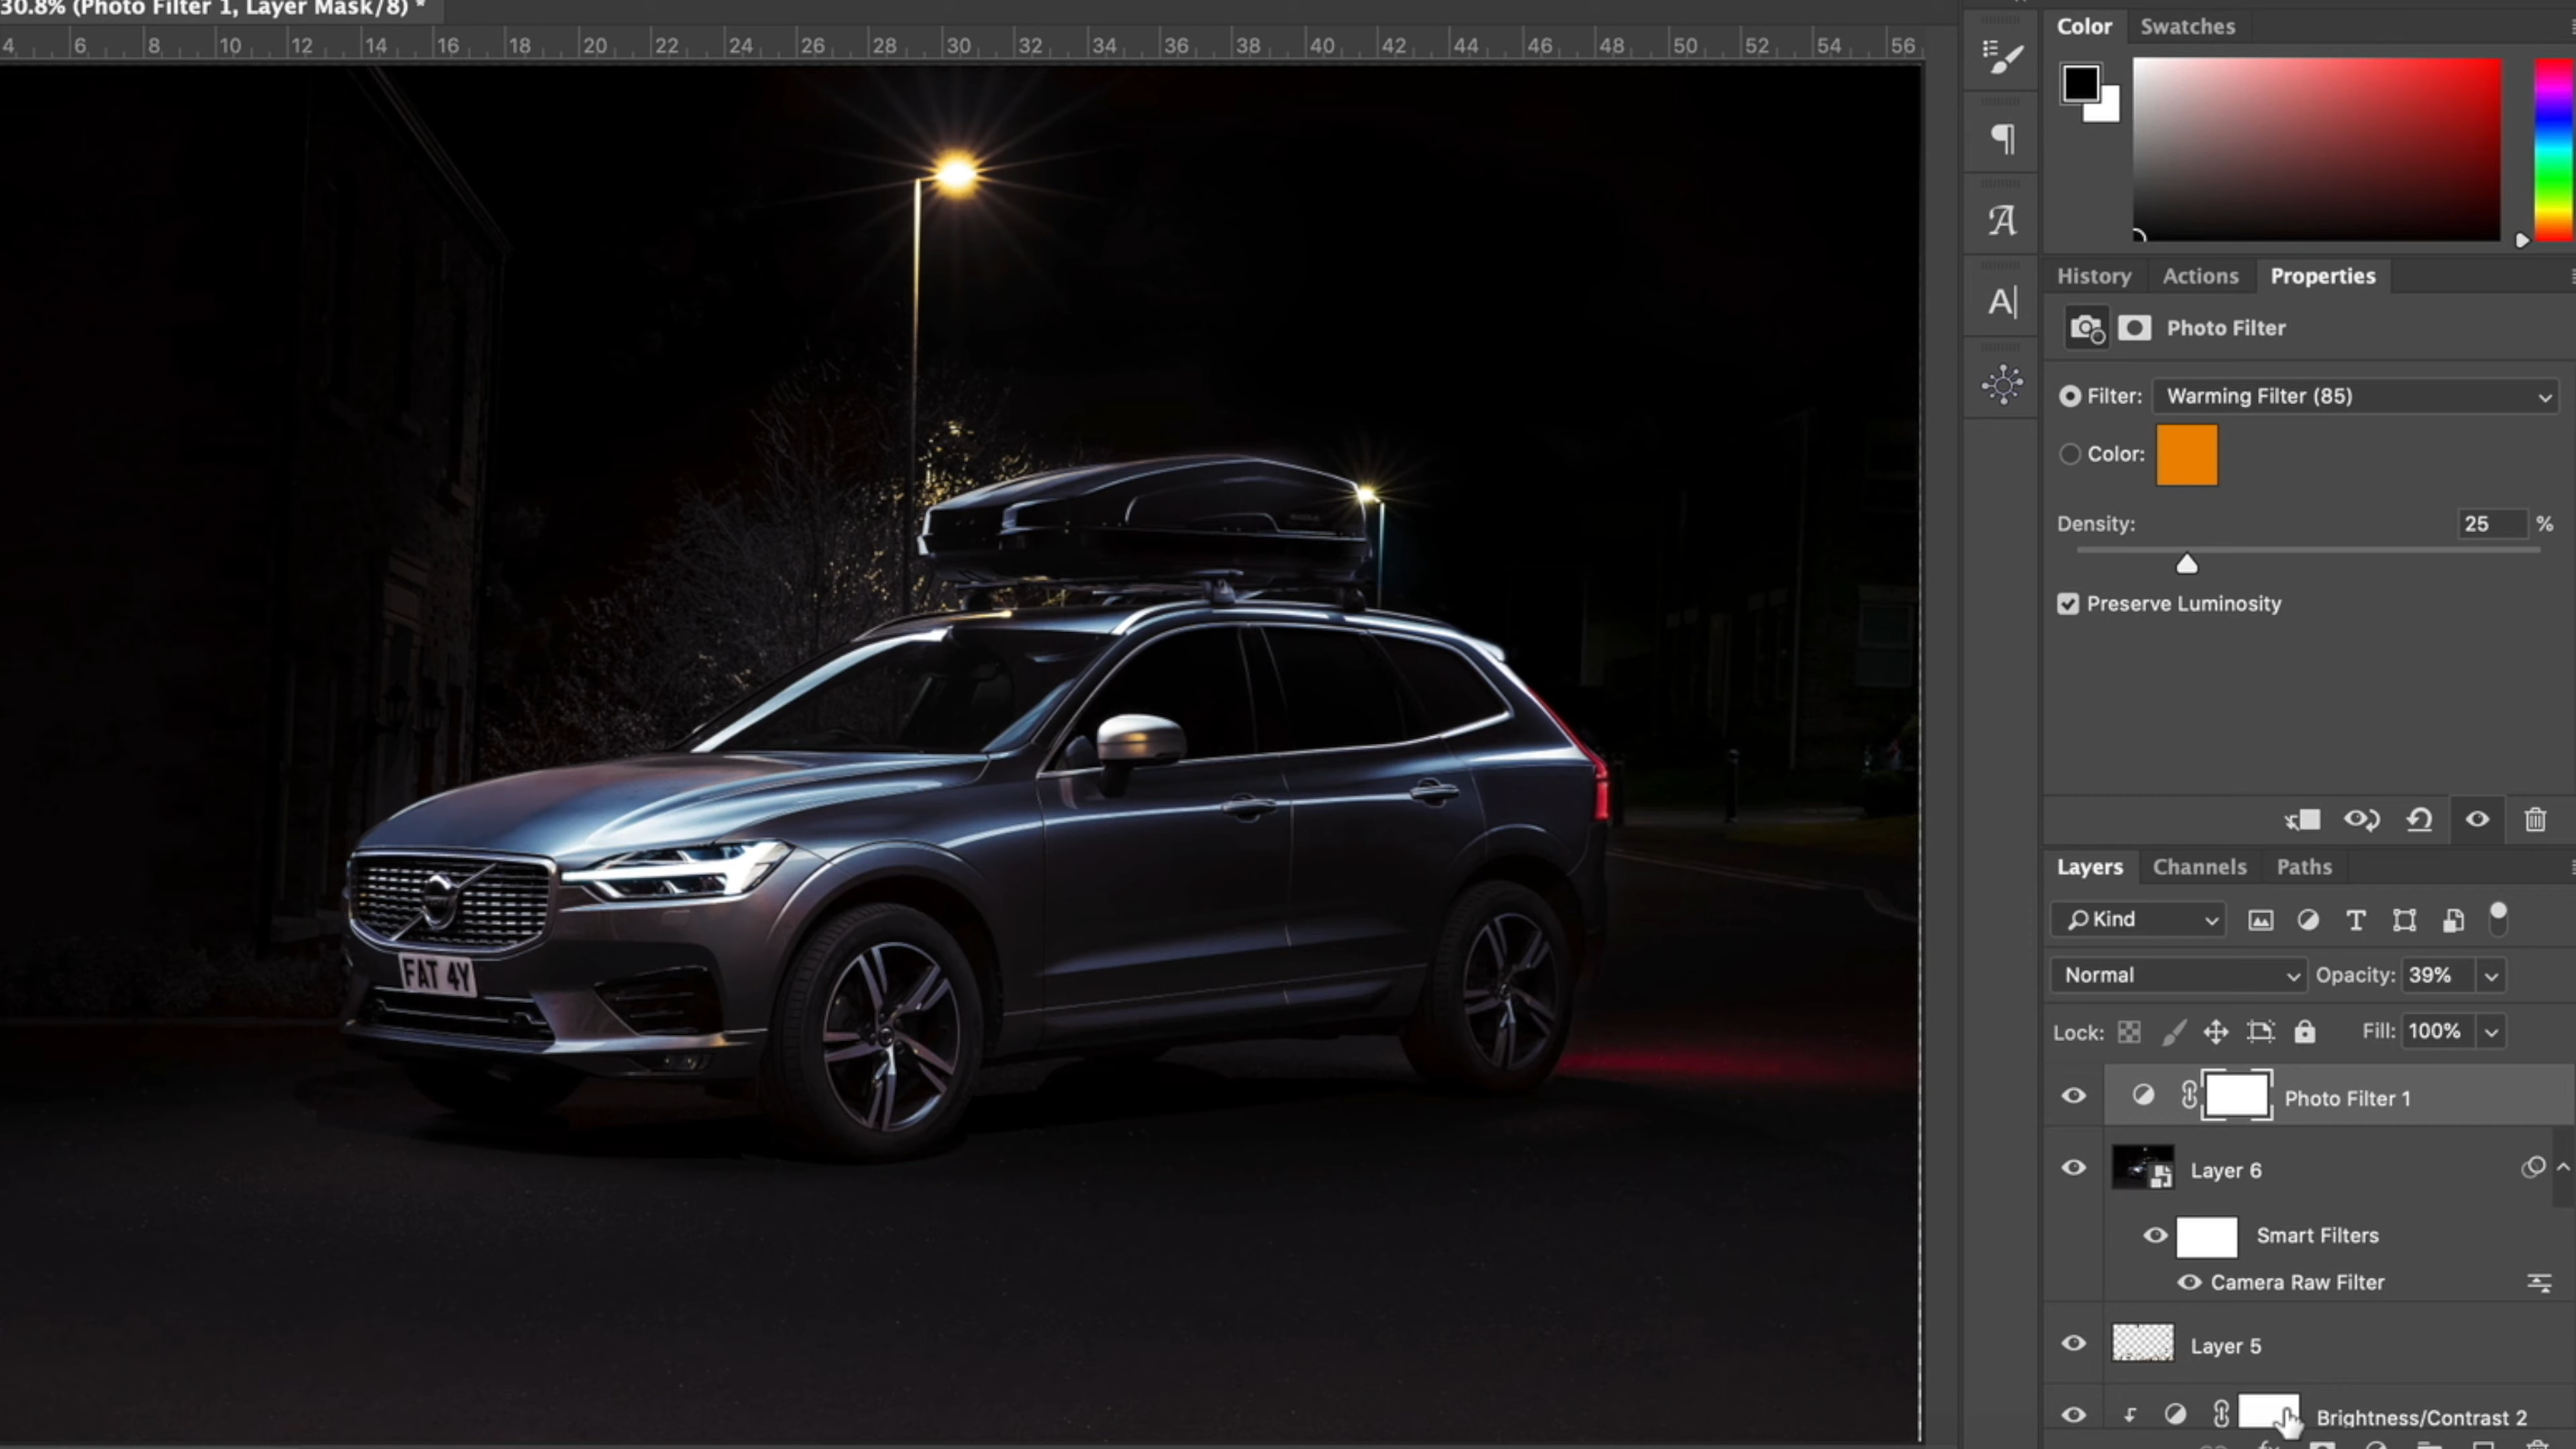 30.8% (Photo Filter 1, Layer Mask/8) *
4 6 8 10 12 14 16 18 20 22 24 26 28 30 32 34 36 38 40 42 44 46 48 50 52 54 56
Color Swatches
History Actions Properties
Photo Filter
Filter: Warming Filter (85)
Color:
Density: 25 %
Preserve Luminosity
Layers Channels Paths
Kind
Normal Opacity: 39%
Lock: Fill: 100%
Photo Filter 1
Layer 6
Smart Filters
Camera Raw Filter
Layer 5
Brightness/Contrast 2
FAT 4Y